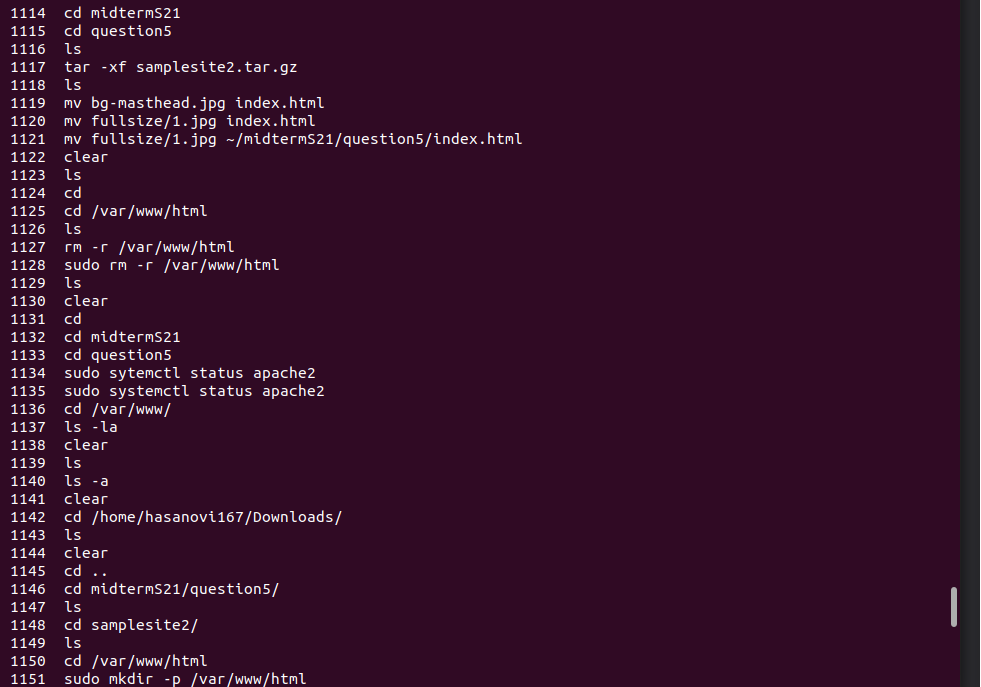 1114 cd midtermS21
1115 cd question5
1116 ls
1117 tar -xf samplesite2.tar.gz
1118 ls
1119 mv bg-masthead.jpg index.html
1120 mv fullsize/1.jpg index.html
1121 mv fullsize/1.jpg ~/midtermS21/question5/index.html
1122 clear
1123 ls
1124 cd
1125 cd /var/www/html
1126 ls
1127 rm -r /var/www/html
1128 sudo rm -r /var/www/html
1129 ls
1130 clear
1131 cd
1132 cd midtermS21
1133 cd question5
1134 sudo sytemctl status apache2
1135 sudo systemctl status apache2
1136 cd /var/www/
1137 ls -la
1138 clear
1139 ls
1140 ls -a
1141 clear
1142 cd /home/hasanovi167/Downloads/
1143 ls
1144 clear
1145 cd ..
1146 cd midtermS21/question5/
1147 ls
1148 cd samplesite2/
1149 ls
1150 cd /var/www/html
1151 sudo mkdir -p /var/www/html